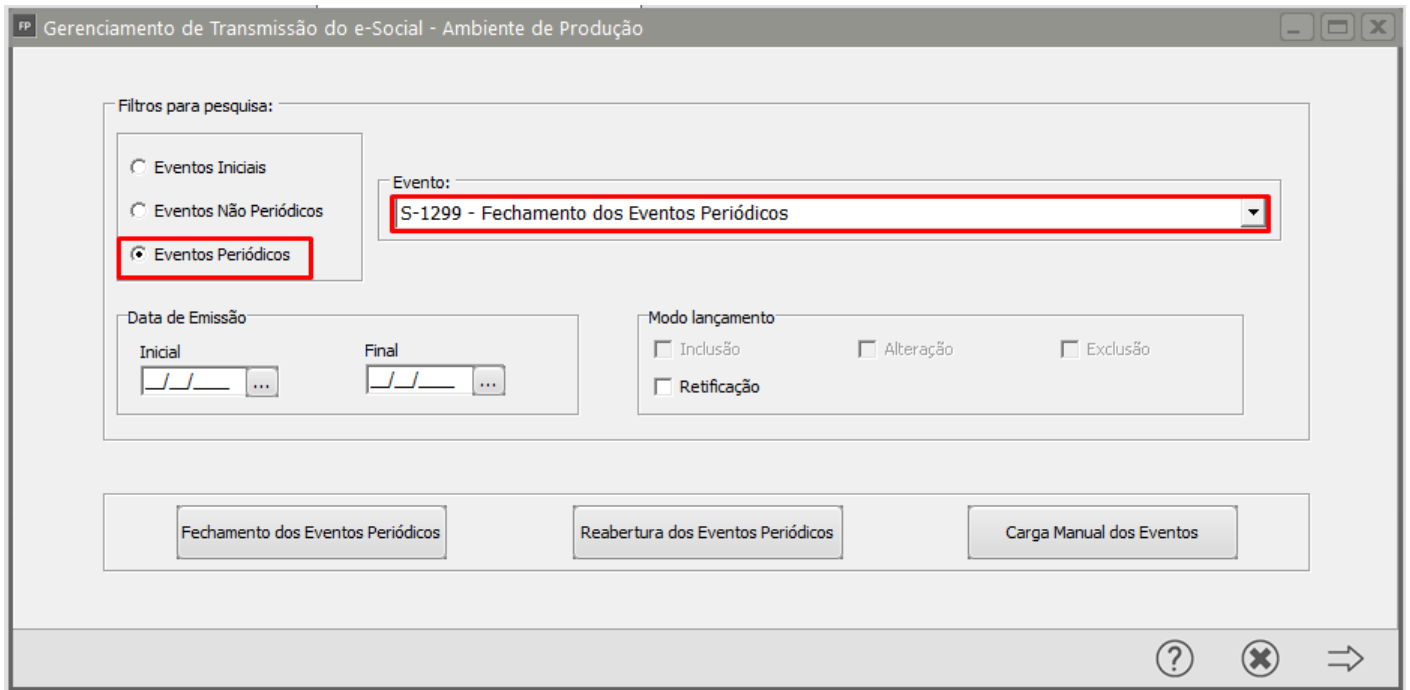 FP Gerenciamento de Transmissão do e-Social - Ambiente de Produção
Filtros para pesquisa:
Eventos Iniciais
Eventos Não Periódicos
Eventos Periódicos
Evento:
S-1299 - Fechamento dos Eventos Periódicos
Data de Emissão
Inicial
Final
__/__/____ ...
__/__/____ ...
Modo lançamento
Inclusão
Alteração
Exclusão
Retificação
Fechamento dos Eventos Periódicos
Reabertura dos Eventos Periódicos
Carga Manual dos Eventos
?